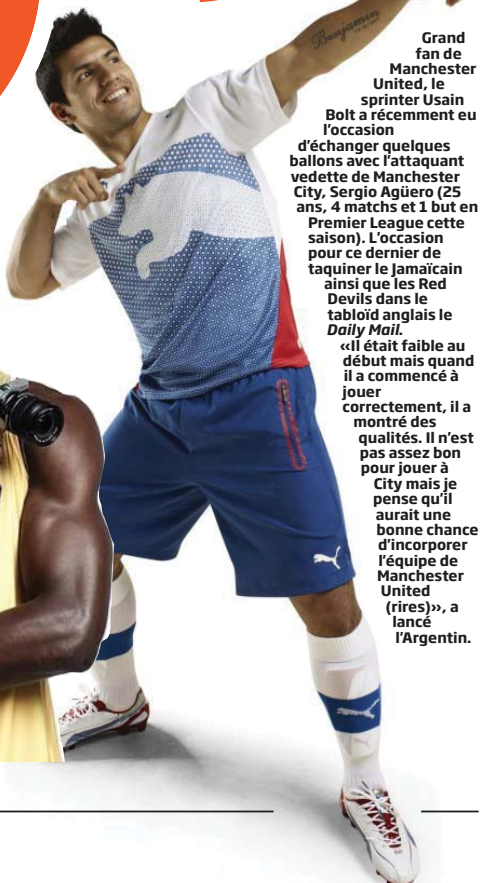 Benjamin
Grand
fan de
Manchester
United, le
sprinter Usain
Bolt a récemment eu
l’occasion
d’échanger quelques
ballons avec l’attaquant
vedette de Manchester
City, Sergio Agüero (25
ans, 4 matchs et 1 but en
Premier League cette
saison). L’occasion
pour ce dernier de
taquiner le Jamaïcain
ainsi que les Red
Devils dans le
tabloïd anglais le
Daily Mail.
«Il était faible au
début mais quand
il a commencé à
jouer
correctement, il a
montré des
qualités. Il n’est
pas assez bon
pour jouer à
City mais je
pense qu’il
aurait une
bonne chance
d’incorporer
l’équipe de
Manchester
United
(rires)», a
lancé
l’Argentin.